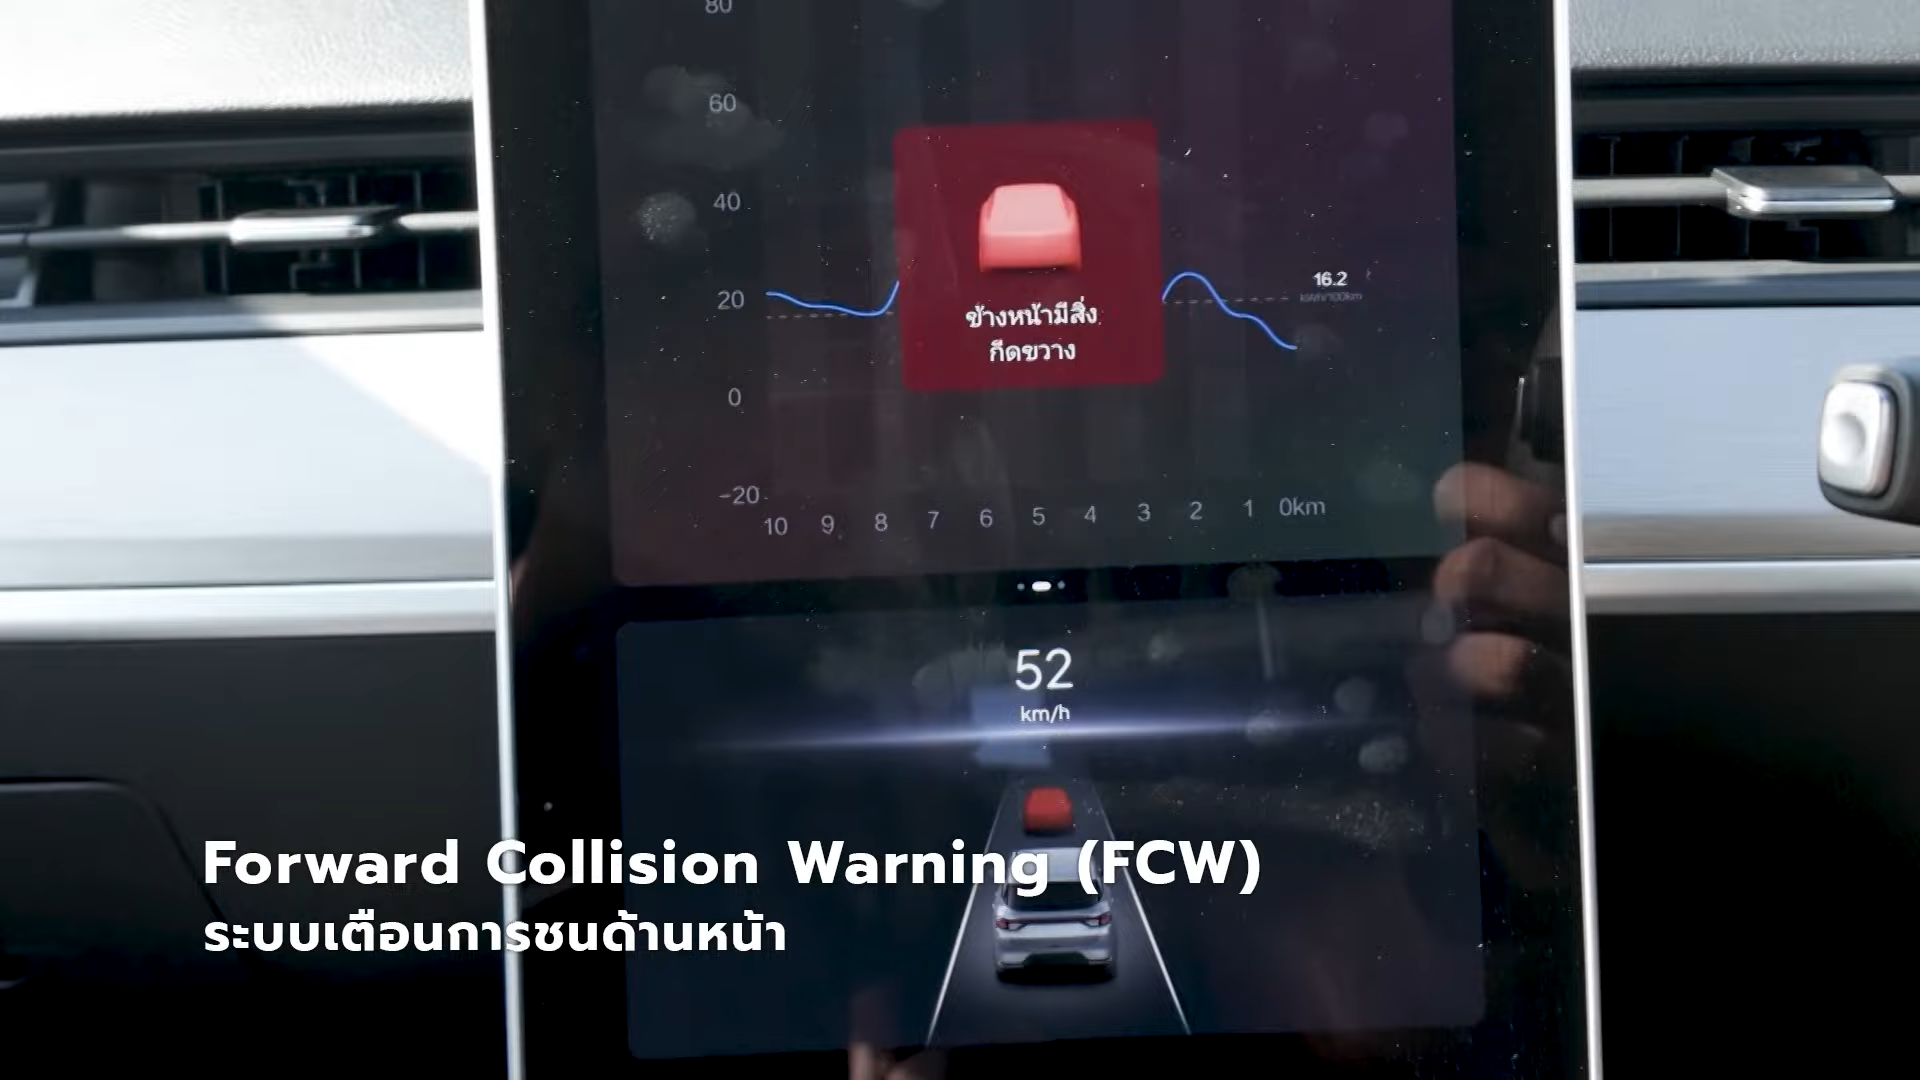 80
60
40
20
0
-20
16.2
kWh/100km
ข้างหน้ามีสิ่ง
กีดขวาง
10 9 8 7 6 5 4 3 2 1 0km
52
km/h
Forward Collision Warning (FCW)
ระบบเตือนการชนด้านหน้า